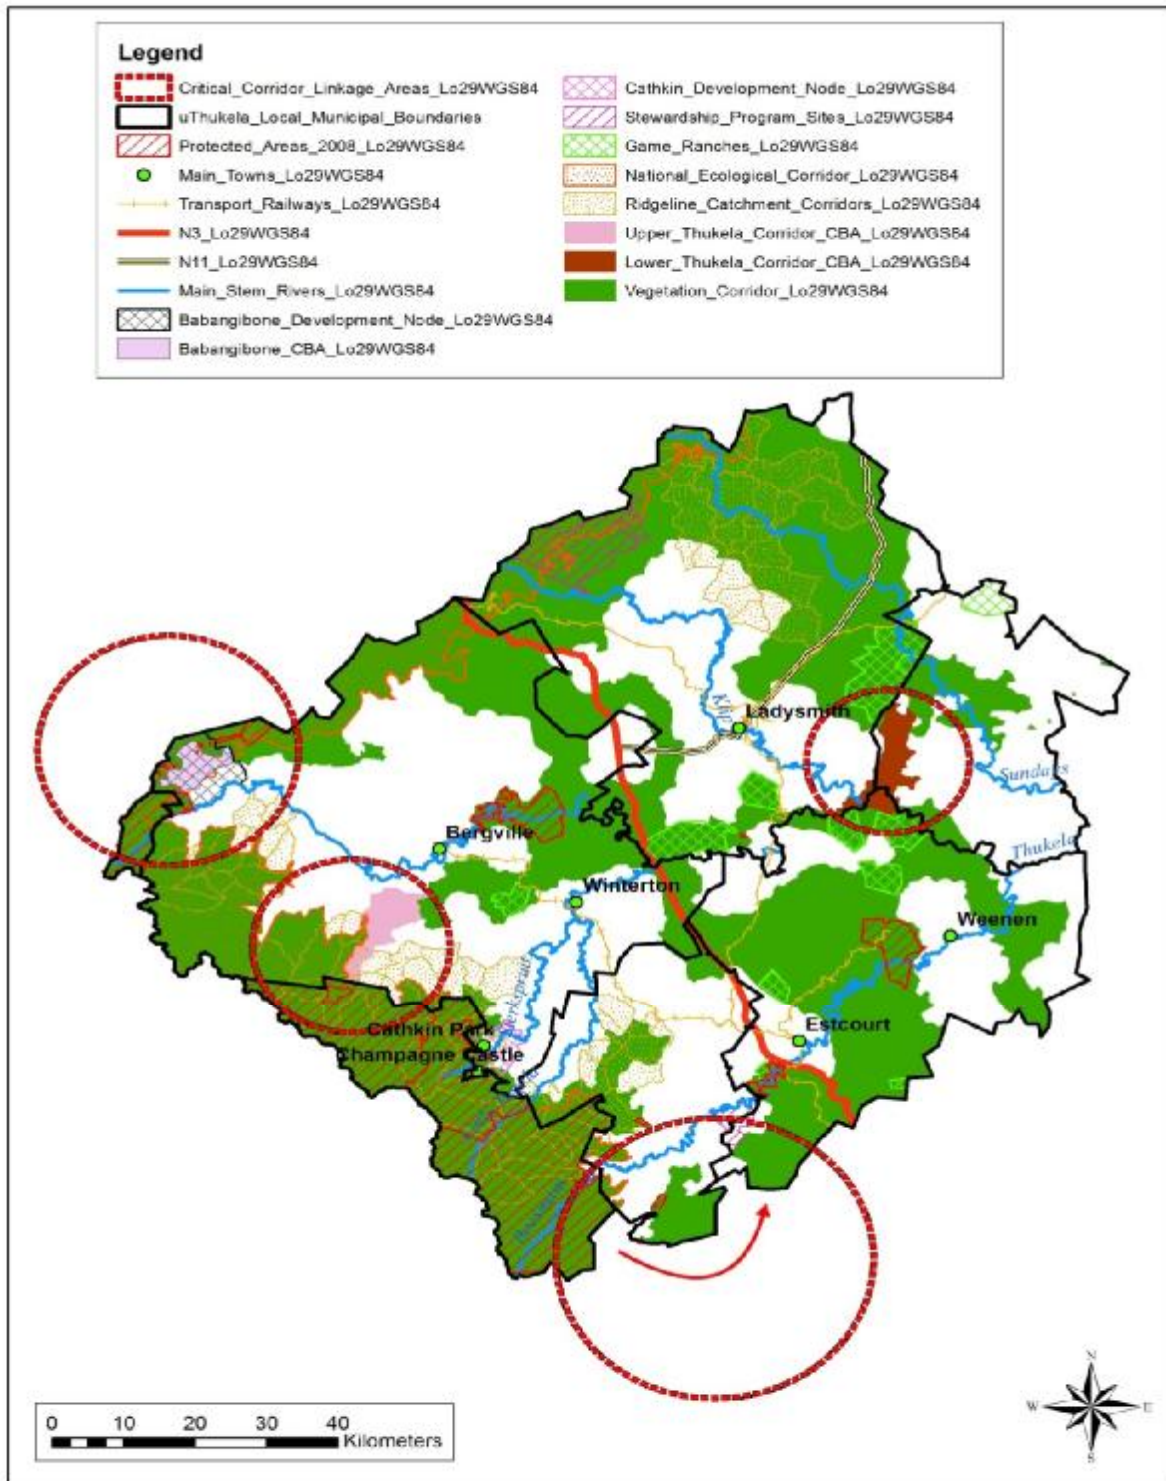 Legend
Critical_Corridor_Linkage_Areas_Lo29WGS84
uThukela_Local_Municipal_Boundaries
Protected_Areas_2008_Lo29WGS84
Main_Towns_Lo29WGS84
Transport_Railways_Lo29WGS84
N3_Lo29WGS84
N11_Lo29WGS84
Main_Stem_Rivers_Lo29WGS84
Babangibone_Development_Node_Lo29WGS84
Babangibone_CBA_Lo29WGS84
Cathkin_Development_Node_Lo29WGS84
Stewardship_Program_Sites_Lo29WGS84
Game_Ranches_Lo29WGS84
National_Ecological_Corridor_Lo29WGS84
Ridgeline_Catchment_Corridors_Lo29WGS84
Upper_Thukela_Corridor_CBA_Lo29WGS84
Lower_Thukela_Corridor_CBA_Lo29WGS84
Vegetation_Corridor_Lo29WGS84
Klip
Ladysmith
Sundays
Bergville
Thukela
Winterton
Weenen
Estcourt
Cathkin Park
Champagne Castle
N
W E
S
0 10 20 30 40
Kilometers